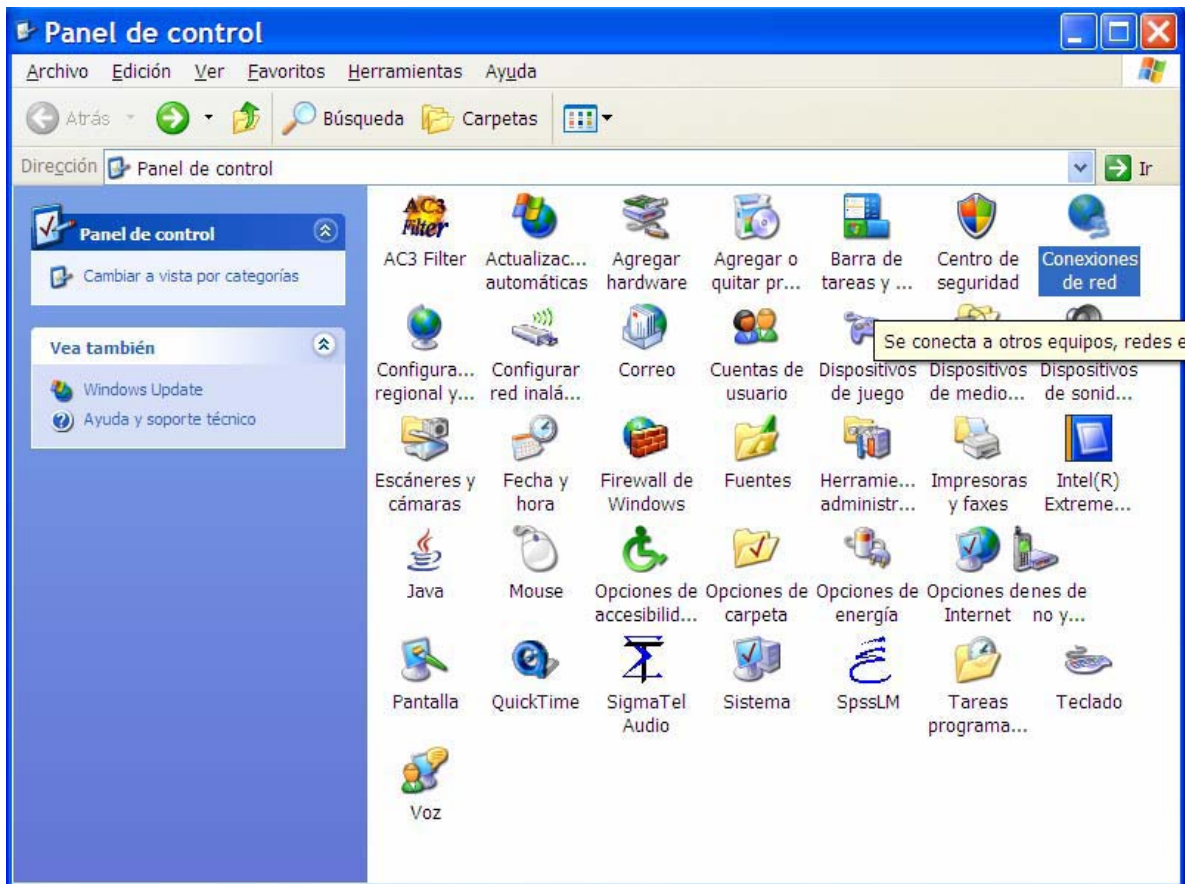 Panel de control
Archivo Edición Ver Favoritos Herramientas Ayuda
Atrás Búsqueda Carpetas
Dirección Panel de control Ir
Panel de control
Cambiar a vista por categorías
Vea también
Windows Update
Ayuda y soporte técnico
AC3 Filter
AC3 Filter
Actualizac...
automáticas
Agregar
hardware
Agregar o
quitar pr...
Barra de
tareas y ...
Centro de
seguridad
Conexiones
de red
Se conecta a otros equipos, redes e
Configura...
regional y...
Configurar
red inalá...
Correo
Cuentas de
usuario
Dispositivos
de juego
Dispositivos
de medio...
Dispositivos
de sonid...
Escáneres y
cámaras
Fecha y
hora
Firewall de
Windows
Fuentes
Herramie...
administr...
Impresoras
y faxes
Intel(R)
Extreme...
Java
Mouse
Opciones de
accesibilid...
Opciones de
carpeta
Opciones de
energía
Opciones de
Internet
nes de
no y...
Pantalla
QuickTime
SigmaTel
Audio
Sistema
SpssLM
Tareas
programa...
Teclado
Voz